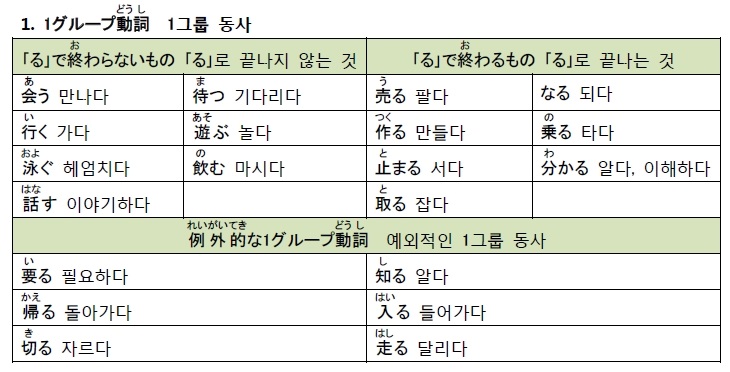 1. 1グループ動詞 1그룹 동사
どうし
「る」で終わらないもの 「る」로 끝나지 않는 것
お
「る」で終わるもの 「る」로 끝나는 것
お
会う 만나다
あ
待つ 기다리다
ま
売る 팔다
う
なる 되다
行く 가다
い
遊ぶ 놀다
あそ
作る 만들다
つく
乗る 타다
の
泳ぐ 헤엄치다
およ
飲む 마시다
の
止まる 서다
と
分かる 알다, 이해하다
わ
話す 이야기하다
はな
取る 잡다
と
例外的な1グループ動詞 예외적인 1그룹 동사
れいがいてき どうし
要る 필요하다
い
知る 알다
し
帰る 돌아가다
かえ
入る 들어가다
はい
切る 자르다
き
走る 달리다
はし